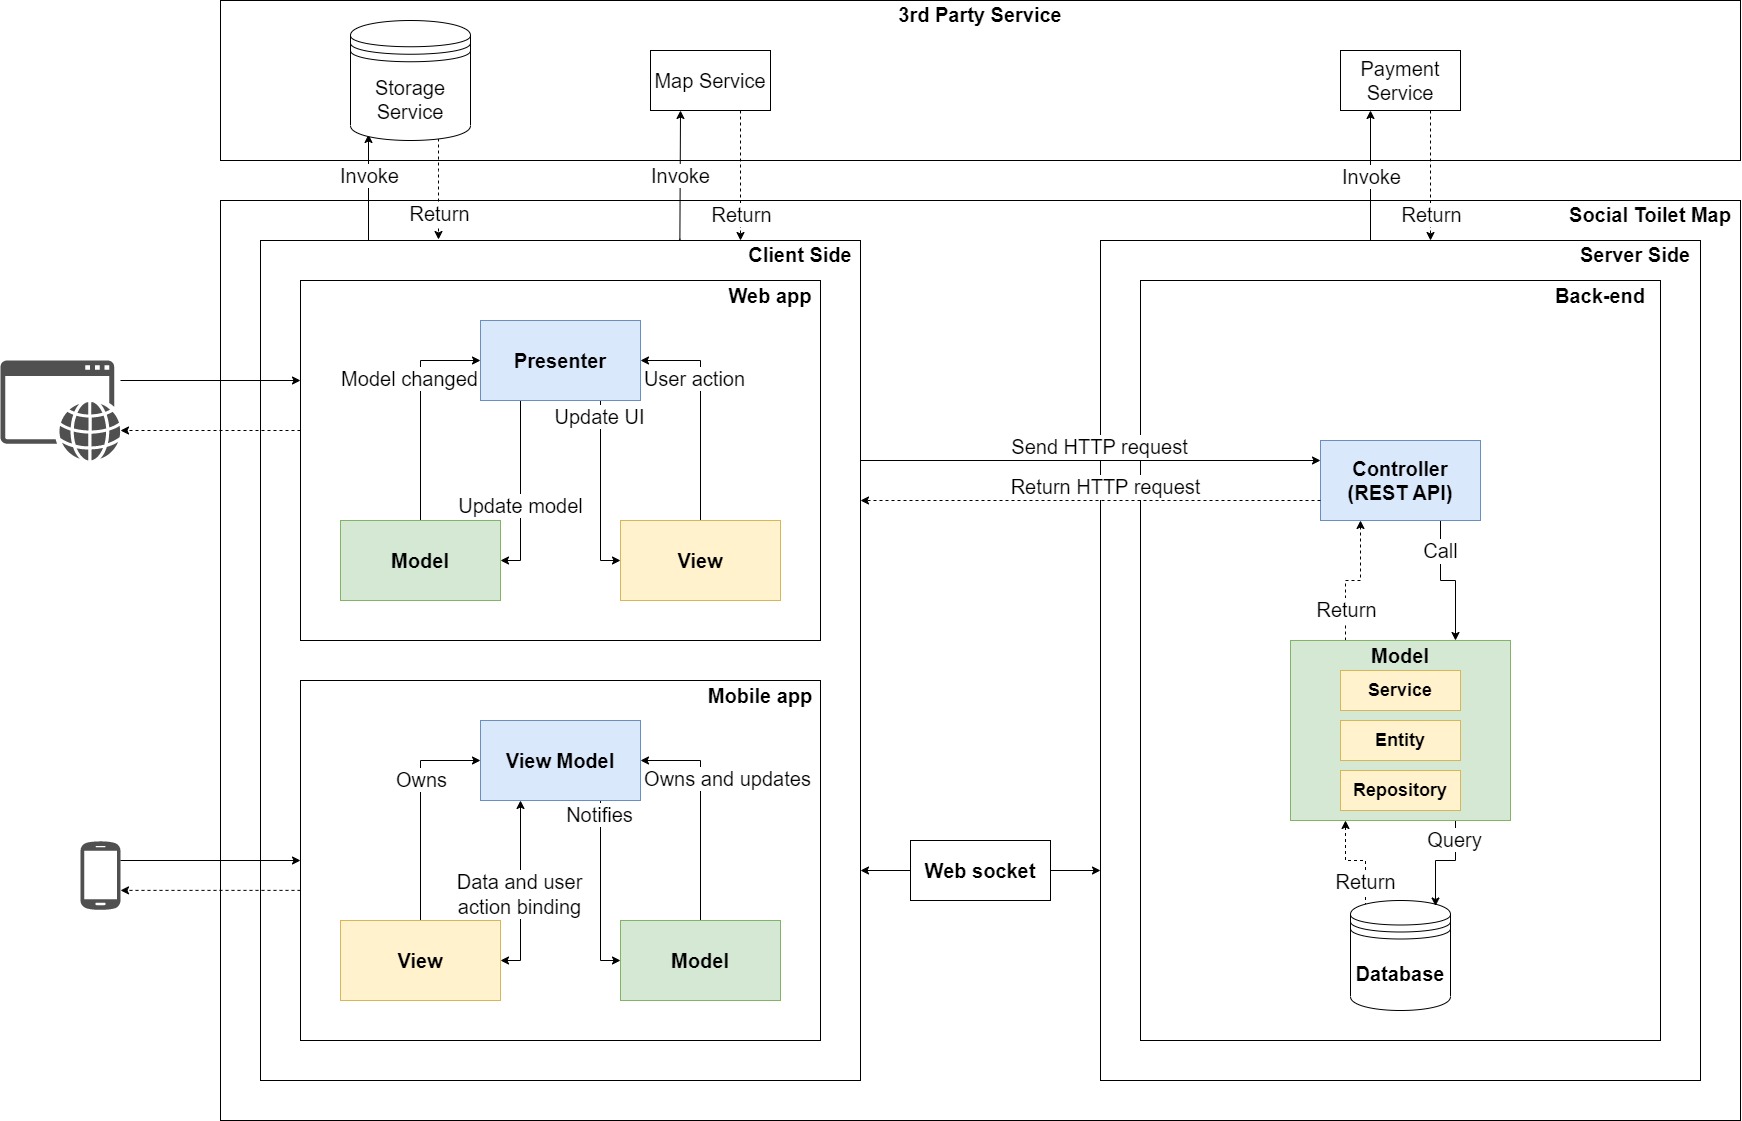 3rd Party Service
Storage
Service
Map Service
Payment
Service
Invoke
Invoke
Invoke
Return
Return
Return
Social Toilet Map
Client Side
Server Side
Web app
Back-end
Presenter
Model changed
User action
Update UI
Update model
Model
View
Send HTTP request
Return HTTP request
Controller
(REST API)
Call
Return
Model
Service
Entity
Repository
Query
Return
Database
Mobile app
View Model
Owns
Owns and updates
Notifies
Data and user
action binding
View
Model
Web socket